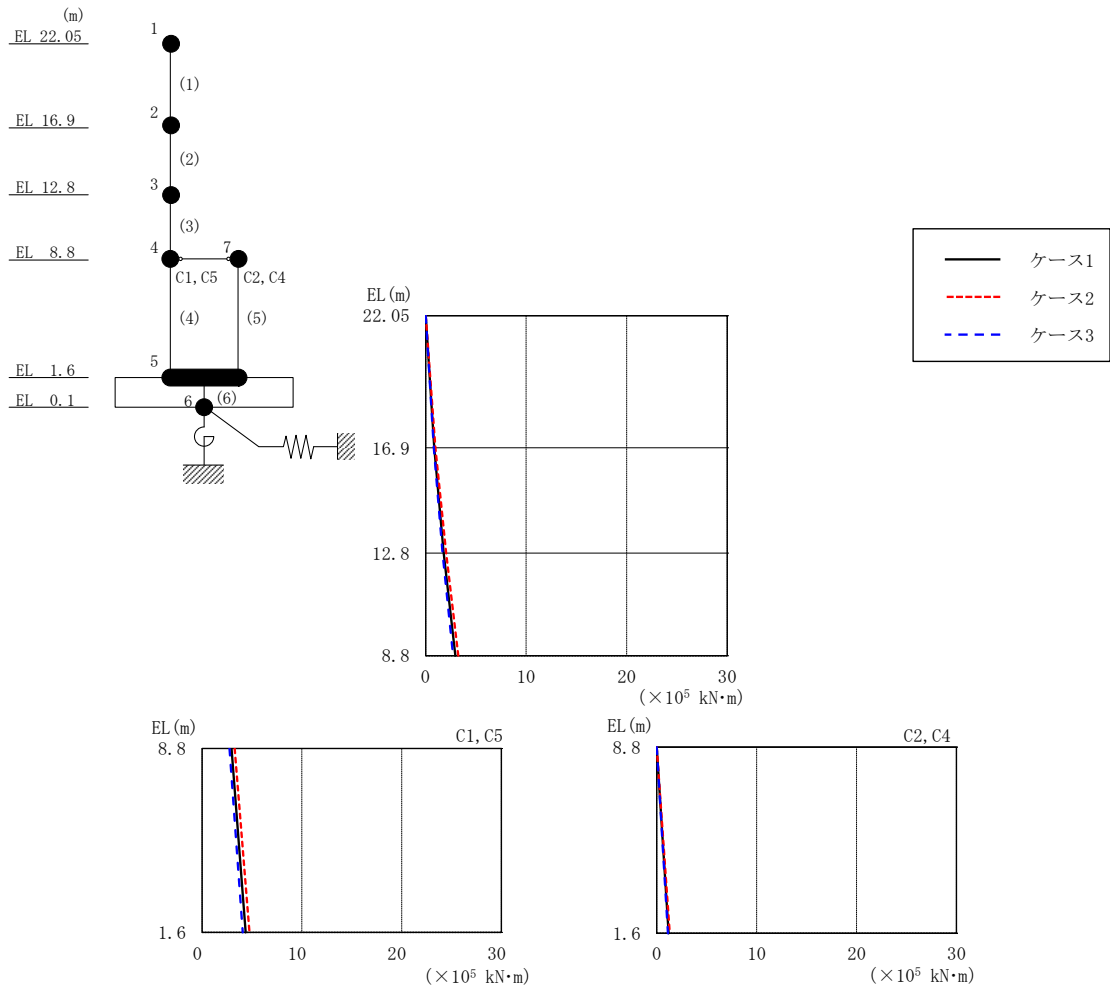 (m)
EL 22.05
1
(1)
EL 16.9
2
(2)
EL 12.8
3
(3)
EL 8.8
4
7
C1, C5
C2, C4
(4)
(5)
EL 1.6
5
EL 0.1
6
(6)
ケース1
ケース2
ケース3
EL(m)
22.05
16.9
12.8
8.8
0 10 20 30
(×10⁵ kN·m)
EL(m)
C1, C5
8.8
1.6
0 10 20 30
(×10⁵ kN·m)
EL(m)
C2, C4
8.8
1.6
0 10 20 30
(×10⁵ kN·m)